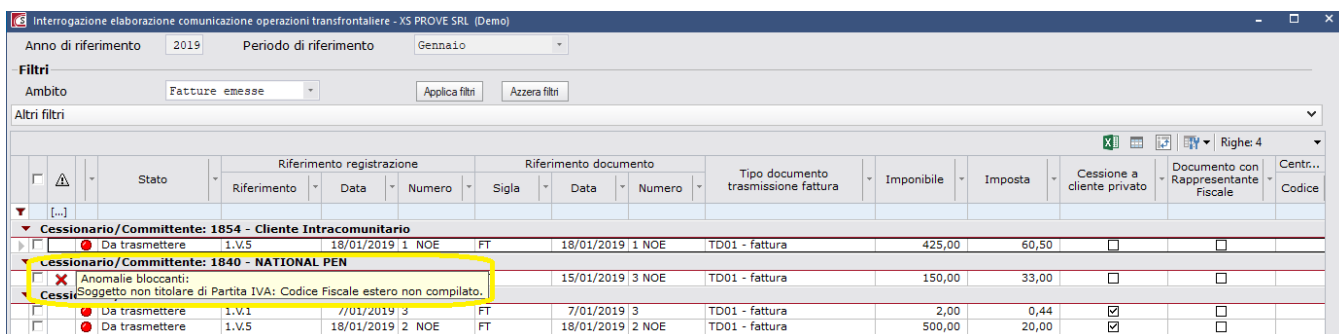 Interrogazione elaborazione comunicazione operazioni transfrontaliere - XS PROVE SRL (Demo)
Anno di riferimento 2019 Periodo di riferimento Gennaio
Filtri
Ambito Fatture emesse Applica filtri Azzera filtri
Altri filtri
Righe: 4
Stato Riferimento registrazione Riferimento documento Tipo documento trasmissione fattura Imponibile Imposta Cessione a cliente privato Documento con Rappresentante Fiscale Centr...
Riferimento Data Numero Sigla Data Numero Codice
[...]
Cessionario/Committente: 1854 - Cliente Intracomunitario
Da trasmettere 1.V.5 18/01/2019 1 NOE FT 18/01/2019 1 NOE TD01 - fattura 425,00 60,50
Cessionario/Committente: 1840 - NATIONAL PEN
Anomalie bloccanti: 15/01/2019 3 NOE TD01 - fattura 150,00 33,00
Soggetto non titolare di Partita IVA: Codice Fiscale estero non compilato.
Da trasmettere 1.V.1 7/01/2019 3 FT 7/01/2019 3 TD01 - fattura 2,00 0,44
Da trasmettere 1.V.5 18/01/2019 2 NOE FT 18/01/2019 2 NOE TD01 - fattura 500,00 20,00